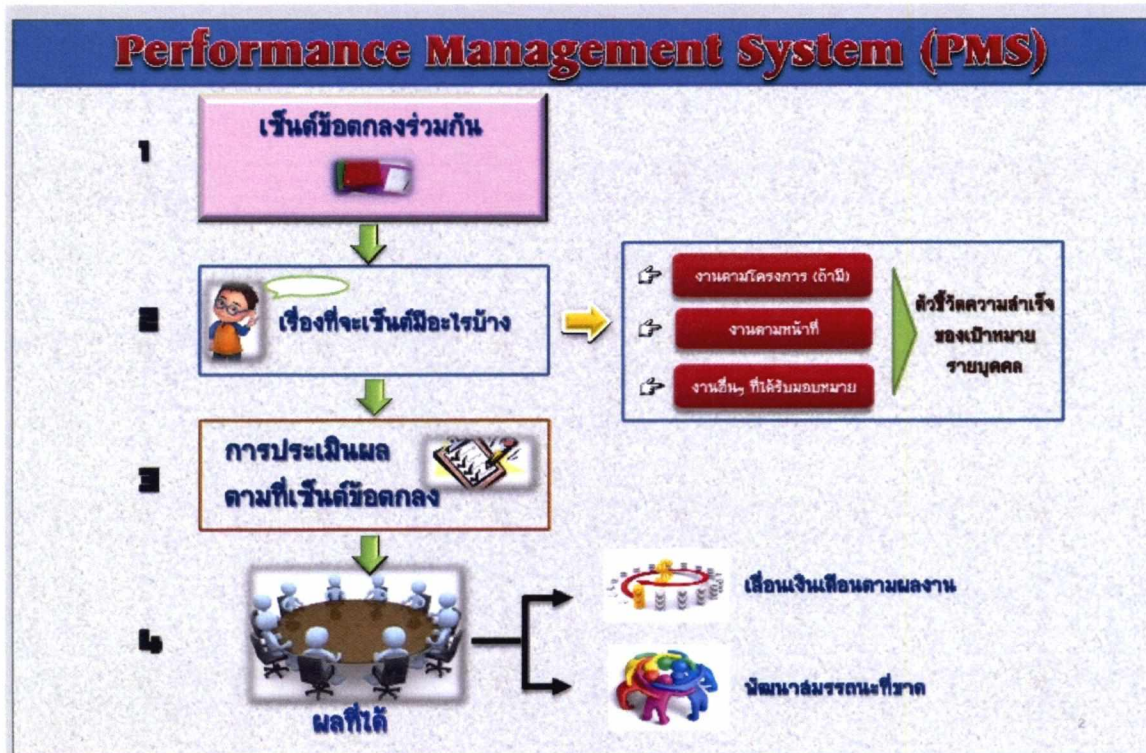 Performance Management System (PMS)
๑
เซ็นต์ข้อตกลงร่วมกัน
๒
เรื่องที่จะเซ็นต์มีอะไรบ้าง
งานตามโครงการ (ถ้ามี)
งานตามหน้าที่
งานอื่นๆ ที่ได้รับมอบหมาย
ตัวชี้วัดความสำเร็จ
ของเป้าหมาย
รายบุคคล
๓
การประเมินผล
ตามที่เซ็นต์ข้อตกลง
๔
ผลที่ได้
เลื่อนเงินเดือนตามผลงาน
พัฒนาสมรรถนะที่ขาด
2